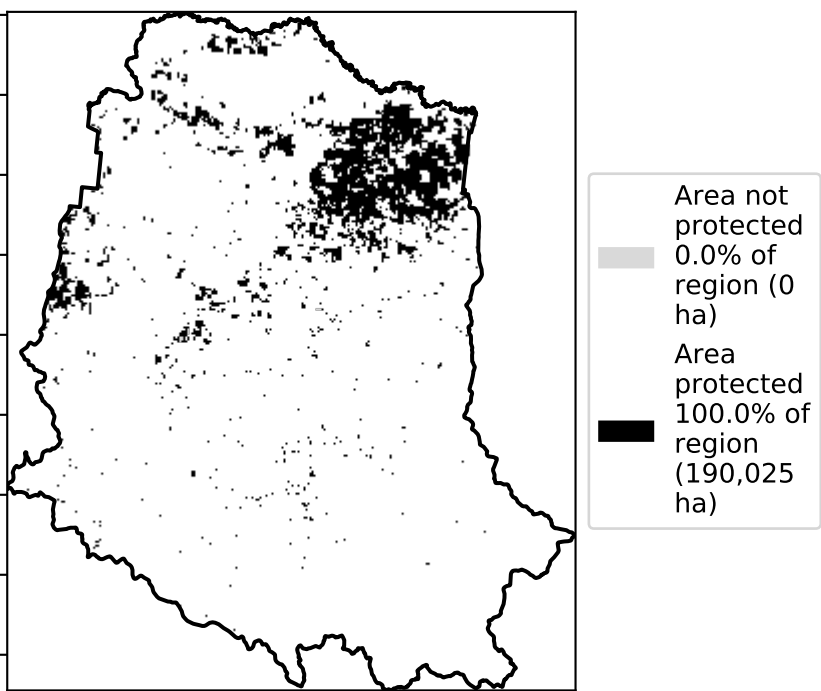 Area not
protected
0.0% of
region (0
ha)
Area
protected
100.0% of
region
(190,025
ha)